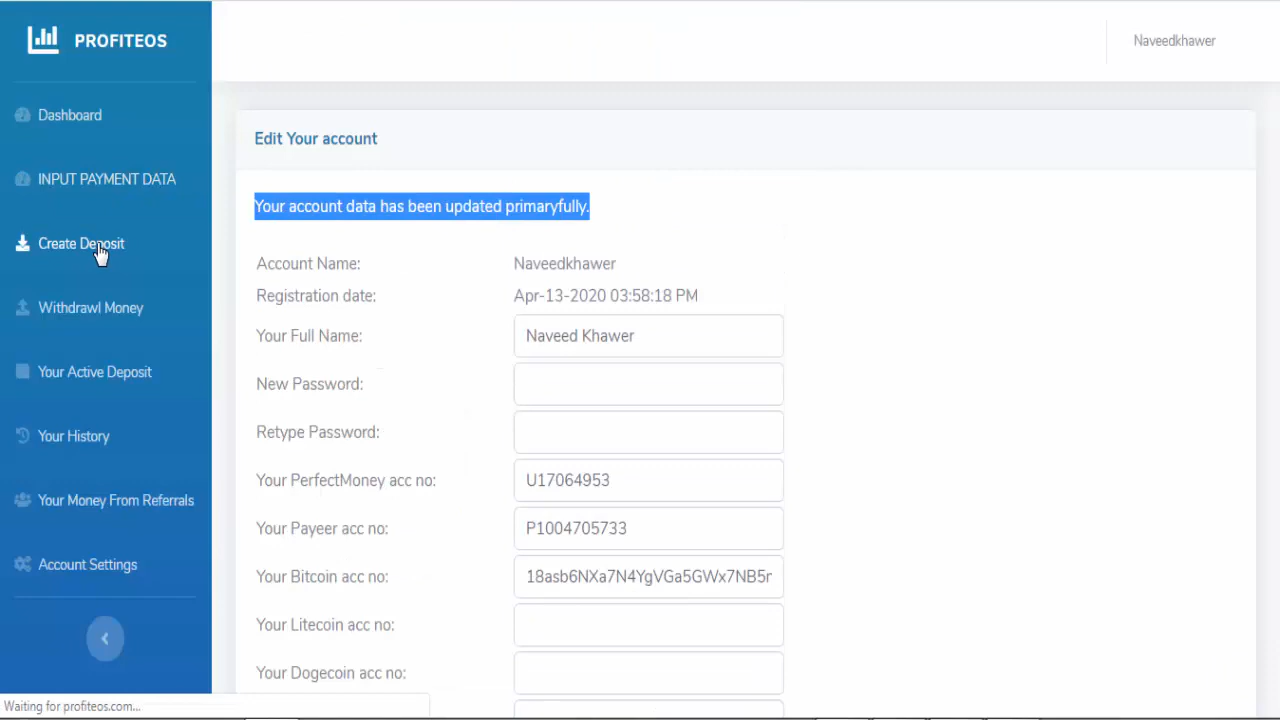 PROFITEOS
Naveedkhawer
Dashboard
INPUT PAYMENT DATA
Create Deposit
Withdrawl Money
Your Active Deposit
Your History
Your Money From Referrals
Account Settings
Edit Your account
Your account data has been updated primaryfully.
Account Name: Naveedkhawer
Registration date: Apr-13-2020 03:58:18 PM
Your Full Name: Naveed Khawer
New Password:
Retype Password:
Your PerfectMoney acc no: U17064953
Your Payeer acc no: P1004705733
Your Bitcoin acc no: 18asb6NXa7N4YgVGa5GWx7NB5r
Your Litecoin acc no:
Your Dogecoin acc no:
Waiting for profiteos.com...